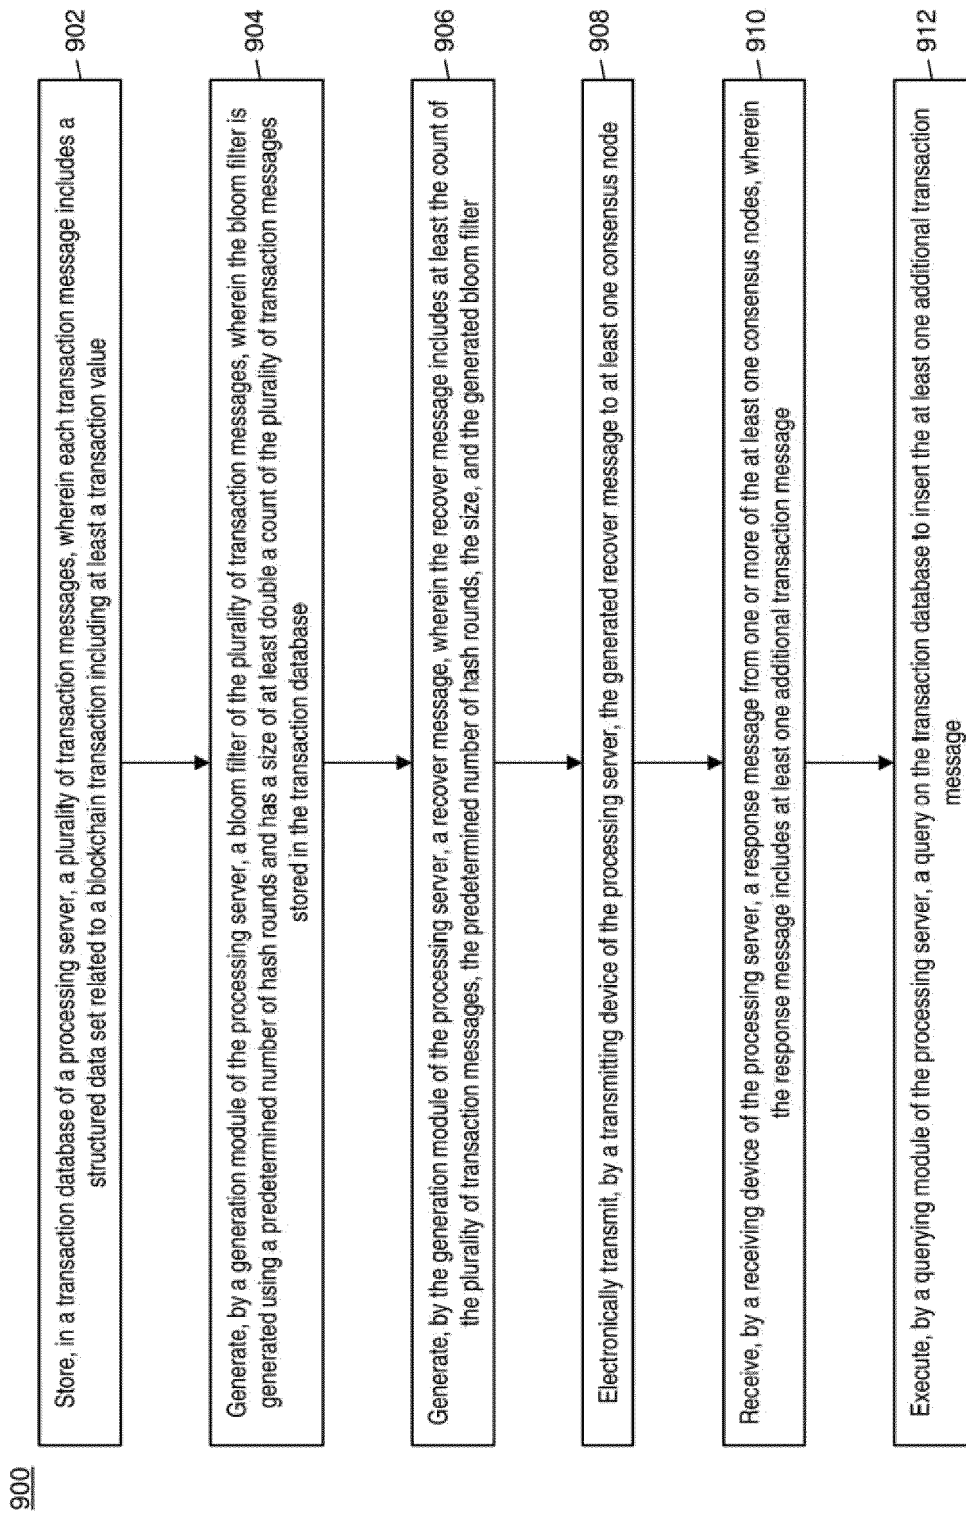 900
Store, in a transaction database of a processing server, a plurality of transaction messages, wherein each transaction message includes a
structured data set related to a blockchain transaction including at least a transaction value
902
Generate, by a generation module of the processing server, a bloom filter of the plurality of transaction messages, wherein the bloom filter is
generated using a predetermined number of hash rounds and has a size of at least double a count of the plurality of transaction messages
stored in the transaction database
904
Generate, by the generation module of the processing server, a recover message, wherein the recover message includes at least the count of
the plurality of transaction messages, the predetermined number of hash rounds, the size, and the generated bloom filter
906
Electronically transmit, by a transmitting device of the processing server, the generated recover message to at least one consensus node
908
Receive, by a receiving device of the processing server, a response message from one or more of the at least one consensus nodes, wherein
the response message includes at least one additional transaction message
910
Execute, by a querying module of the processing server, a query on the transaction database to insert the at least one additional transaction
message
912